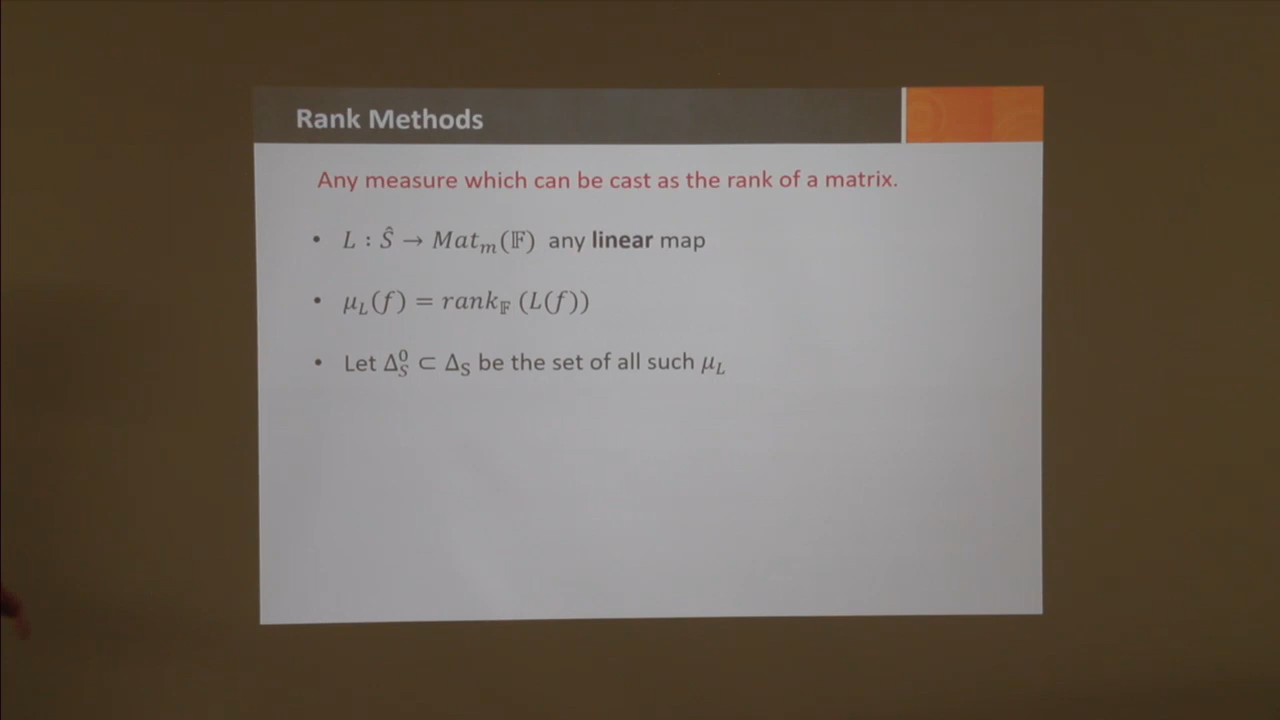 Rank Methods
Any measure which can be cast as the rank of a matrix.
• L : Ŝ → Mat_m(𝔽) any linear map
• μ_L(f) = rank_𝔽 (L(f))
• Let Δ_S^0 ⊂ Δ_S be the set of all such μ_L